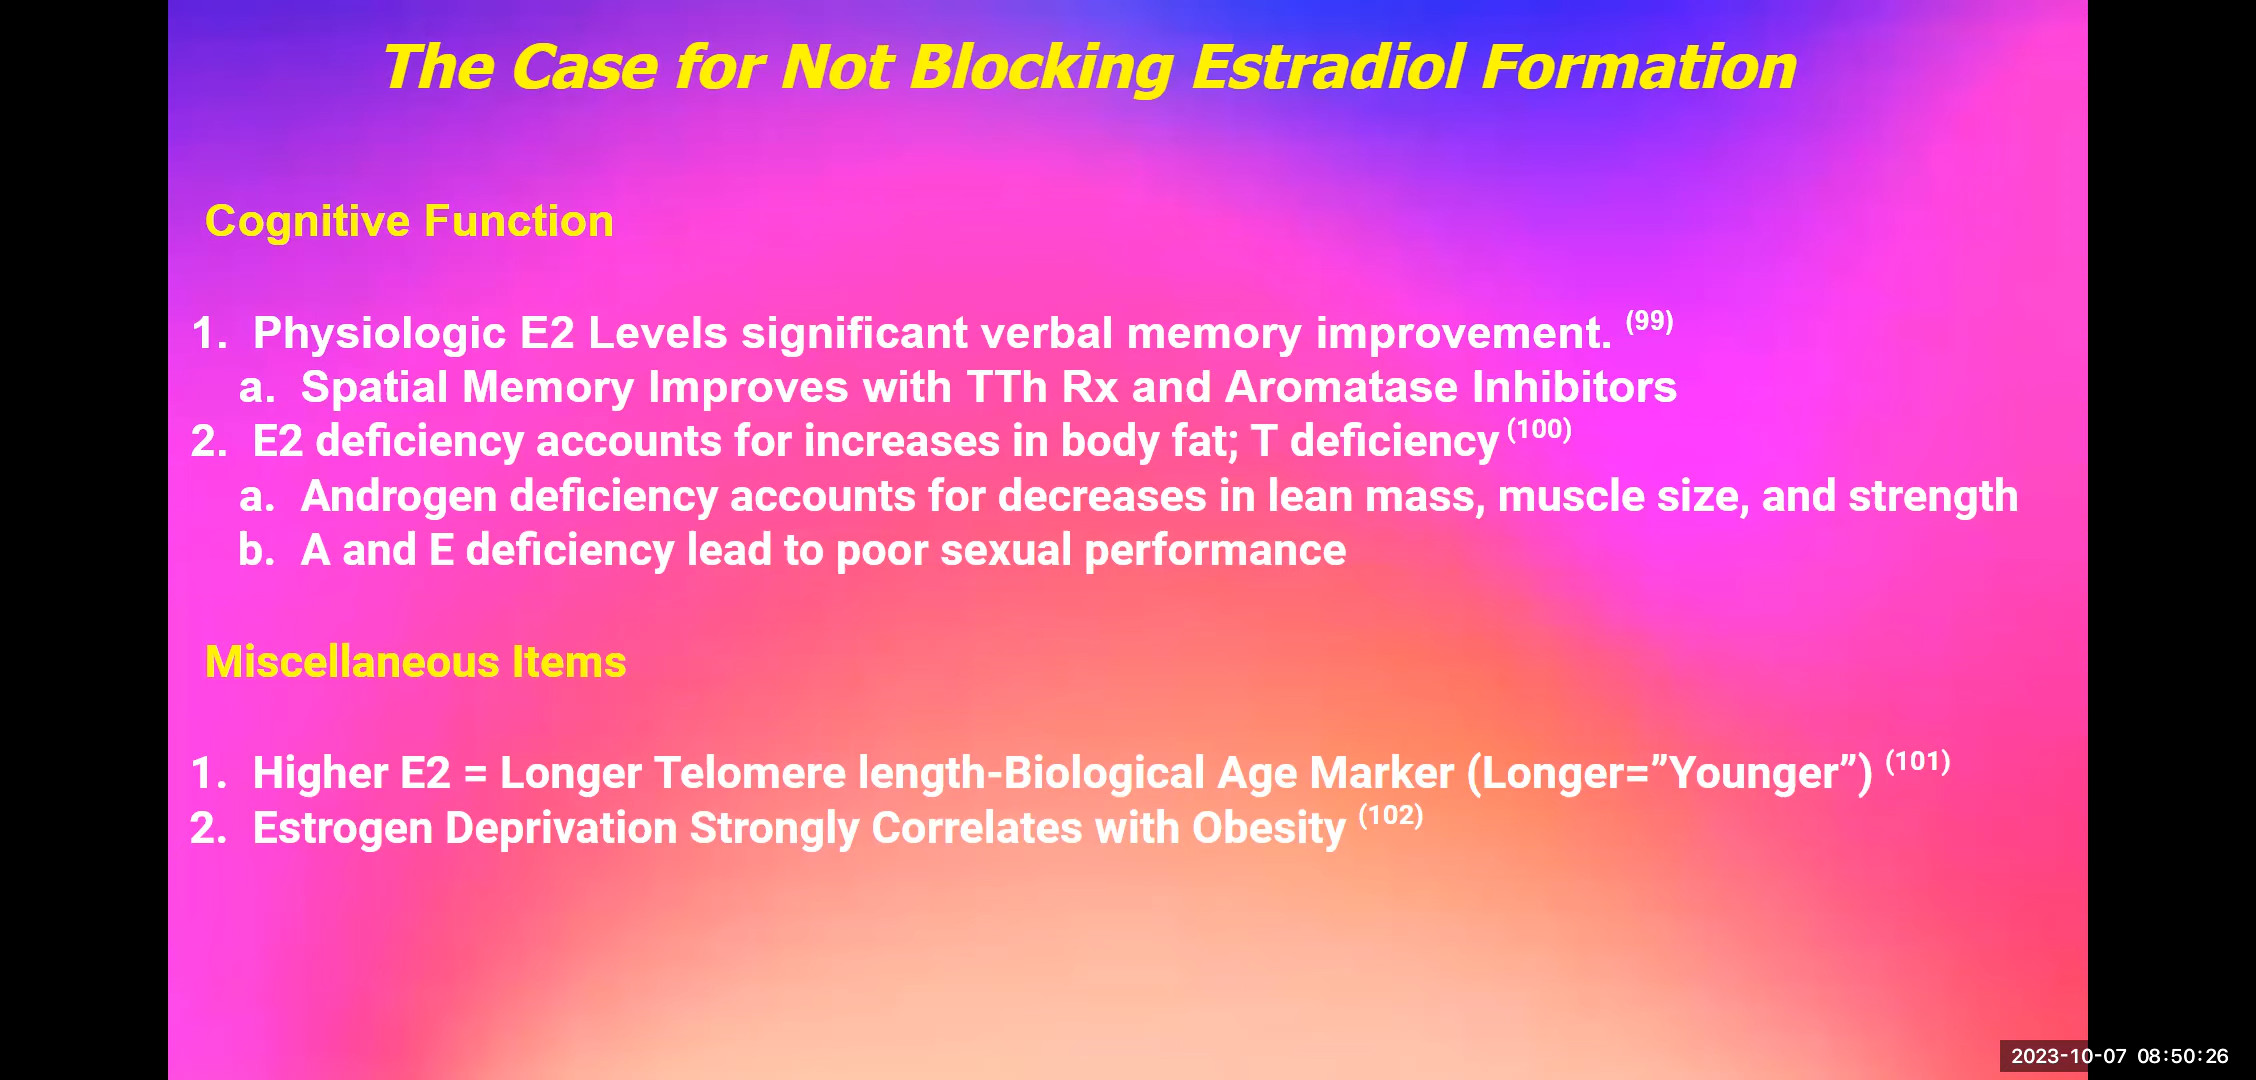 The Case for Not Blocking Estradiol Formation
Cognitive Function
1. Physiologic E2 Levels significant verbal memory improvement. (99)
a. Spatial Memory Improves with TTh Rx and Aromatase Inhibitors
2. E2 deficiency accounts for increases in body fat; T deficiency (100)
a. Androgen deficiency accounts for decreases in lean mass, muscle size, and strength
b. A and E deficiency lead to poor sexual performance
Miscellaneous Items
1. Higher E2 = Longer Telomere length-Biological Age Marker (Longer=”Younger”) (101)
2. Estrogen Deprivation Strongly Correlates with Obesity (102)
2023-10-07 08:50:26